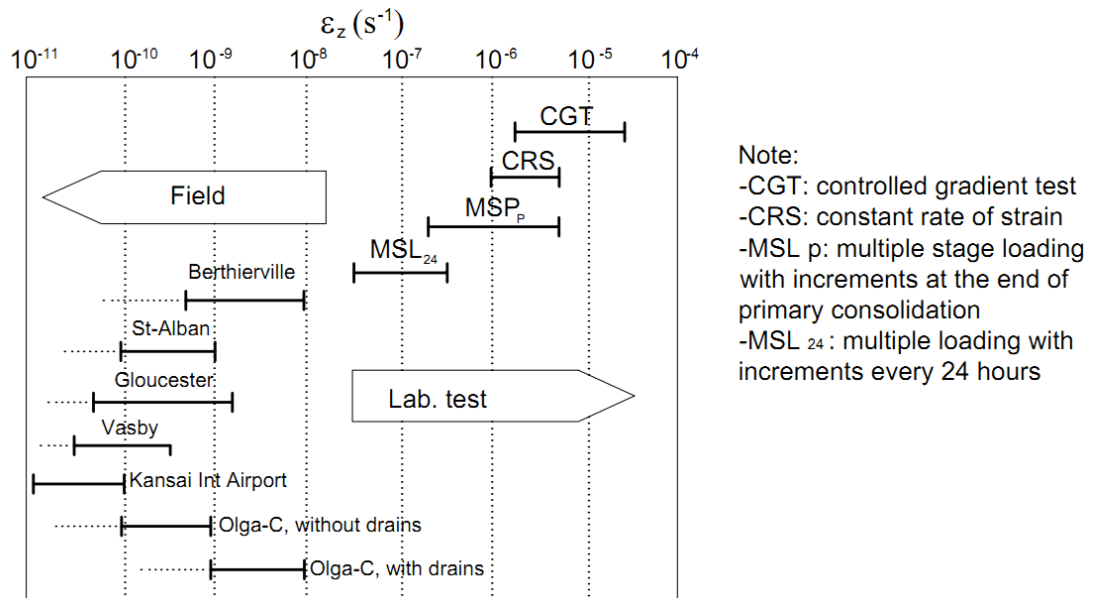 ε_z (s⁻¹)
10⁻¹¹ 10⁻¹⁰ 10⁻⁹ 10⁻⁸ 10⁻⁷ 10⁻⁶ 10⁻⁵ 10⁻⁴
CGT
CRS
Field
MSP_P
MSL₂₄
Berthierville
St-Alban
Gloucester
Lab. test
Vasby
Kansai Int Airport
Olga-C, without drains
Olga-C, with drains
Note:
-CGT: controlled gradient test
-CRS: constant rate of strain
-MSL p: multiple stage loading
with increments at the end of
primary consolidation
-MSL ₂₄ : multiple loading with
increments every 24 hours